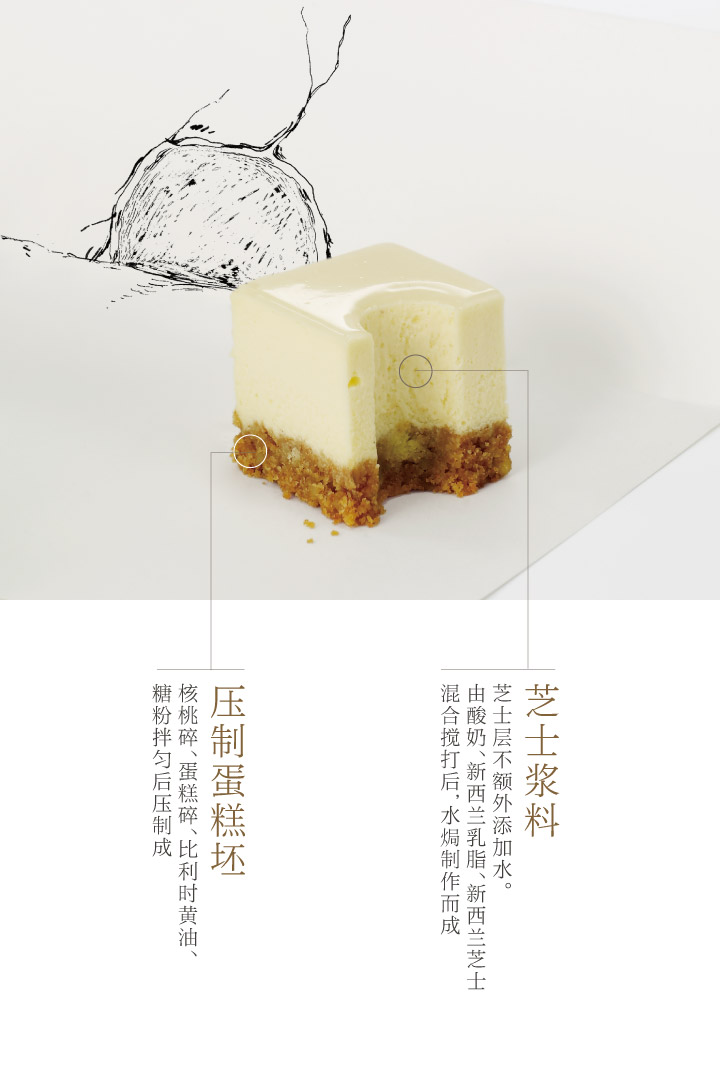 芝士浆料
芝士层不额外添加水。
由酸奶、新西兰乳脂、新西兰芝士
混合搅打后，水焗制作而成
压制蛋糕坯
核桃碎、蛋糕碎、比利时黄油、
糖粉拌匀后压制成